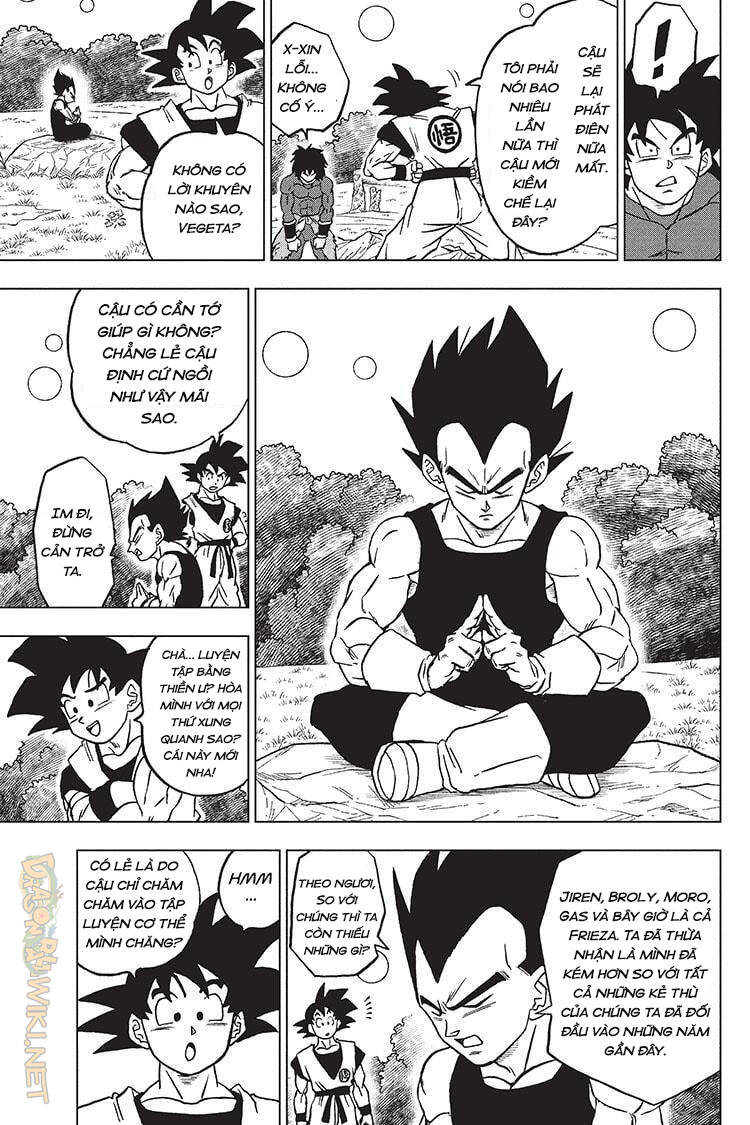 !
CẬU
SẼ
LẠI
PHÁT
ĐIÊN
NỮA
MẤT.
TÔI PHẢI
NÓI BAO
NHIÊU
LẦN
NỮA THÌ
CẬU MỚI
KIỀM
CHẾ LẠI
ĐÂY?
悟
X-XIN
LỖI...
KHÔNG
CỐ Ý...
KHÔNG CÓ
LỜI KHUYÊN
NÀO SAO,
VEGETA?
CẬU CÓ CẦN TỚ
GIÚP GÌ KHÔNG?
CHẲNG LẼ CẬU
ĐỊNH CỨ NGỒI
NHƯ VẬY MÃI
SAO.
IM ĐI,
ĐỪNG
CẢN TRỞ
TA.
CHÀ... LUYỆN
TẬP BẰNG
THIỀN Ư? HÒA
MÌNH VỚI MỌI
THỨ XUNG
QUANH SAO?
CÁI NÀY MỚI
NHA!
JIREN, BROLY, MORO,
GAS VÀ BÂY GIỜ LÀ CẢ
FRIEZA. TA ĐÃ THỪA
NHẬN LÀ MÌNH ĐÃ
KÉM HƠN SO VỚI TẤT
CẢ NHỮNG KẺ THÙ
CỦA CHÚNG TA ĐÃ ĐỐI
ĐẦU VÀO NHỮNG NĂM
GẦN ĐÂY.
THEO NGƯƠI,
SO VỚI
CHÚNG THÌ TA
CÒN THIẾU
NHỮNG GÌ?
HMM
...
CÓ LẼ LÀ DO
CẬU CHỈ CHĂM
CHĂM VÀO TẬP
LUYỆN CƠ THỂ
MÌNH CHĂNG?
DRAGON BALL WIKI.NET